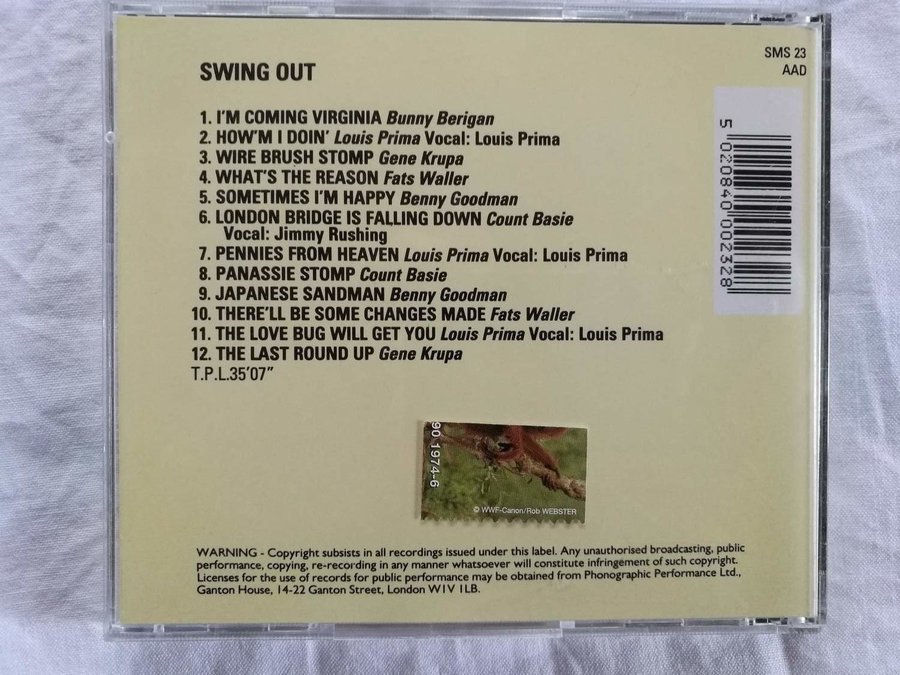 SWING OUT
SMS 23
AAD
1. I'M COMING VIRGINIA Bunny Berigan
2. HOW'M I DOIN' Louis Prima Vocal: Louis Prima
3. WIRE BRUSH STOMP Gene Krupa
4. WHAT'S THE REASON Fats Waller
5. SOMETIMES I'M HAPPY Benny Goodman
6. LONDON BRIDGE IS FALLING DOWN Count Basie
Vocal: Jimmy Rushing
7. PENNIES FROM HEAVEN Louis Prima Vocal: Louis Prima
8. PANASSIE STOMP Count Basie
9. JAPANESE SANDMAN Benny Goodman
10. THERE'LL BE SOME CHANGES MADE Fats Waller
11. THE LOVE BUG WILL GET YOU Louis Prima Vocal: Louis Prima
12. THE LAST ROUND UP Gene Krupa
T.P.L.35'07"
5 020840 002328
90 1974-6
© WWF-Canon/Rob WEBSTER
WARNING - Copyright subsists in all recordings issued under this label. Any unauthorised broadcasting, public
performance, copying, re-recording in any manner whatsoever will constitute infringement of such copyright.
Licenses for the use of records for public performance may be obtained from Phonographic Performance Ltd.,
Ganton House, 14-22 Ganton Street, London W1V 1LB.